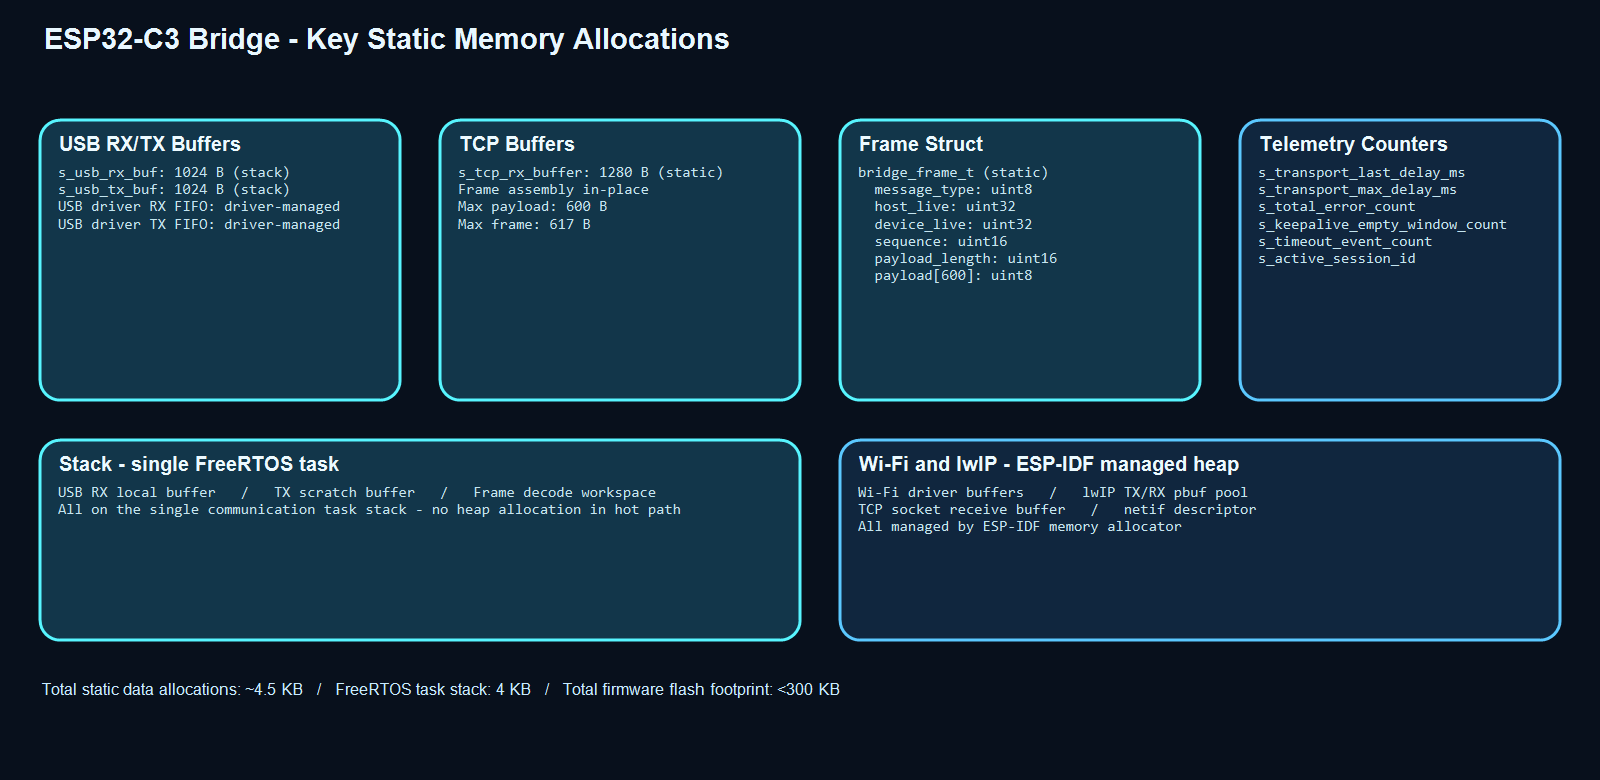 ESP32-C3 Bridge - Key Static Memory Allocations
USB RX/TX Buffers
s_usb_rx_buf: 1024 B (stack)
s_usb_tx_buf: 1024 B (stack)
USB driver RX FIFO: driver-managed
USB driver TX FIFO: driver-managed
TCP Buffers
s_tcp_rx_buffer: 1280 B (static)
Frame assembly in-place
Max payload: 600 B
Max frame: 617 B
Frame Struct
bridge_frame_t (static)
message_type: uint8
host_live: uint32
device_live: uint32
sequence: uint16
payload_length: uint16
payload[600]: uint8
Telemetry Counters
s_transport_last_delay_ms
s_transport_max_delay_ms
s_total_error_count
s_keepalive_empty_window_count
s_timeout_event_count
s_active_session_id
Stack - single FreeRTOS task
USB RX local buffer / TX scratch buffer / Frame decode workspace
All on the single communication task stack - no heap allocation in hot path
Wi-Fi and lwIP - ESP-IDF managed heap
Wi-Fi driver buffers / lwIP TX/RX pbuf pool
TCP socket receive buffer / netif descriptor
All managed by ESP-IDF memory allocator
Total static data allocations: ~4.5 KB / FreeRTOS task stack: 4 KB / Total firmware flash footprint: <300 KB